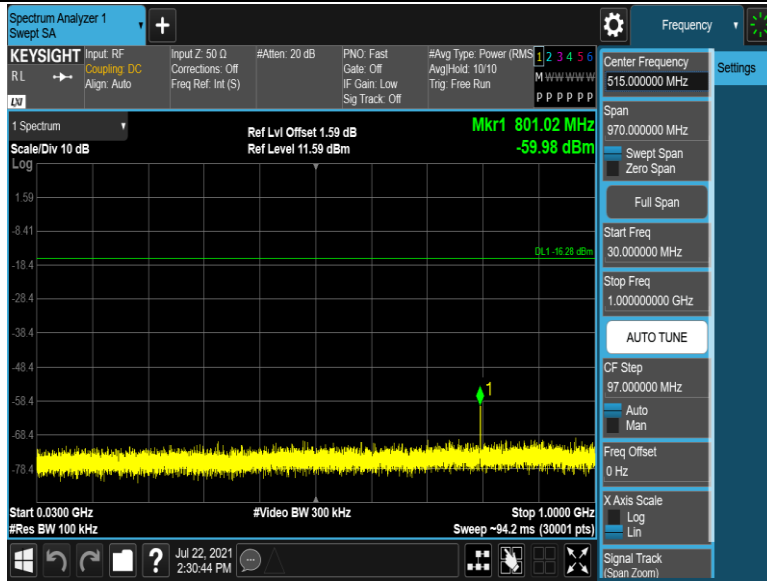 Spectrum Analyzer 1
Swept SA
Frequency
KEYSIGHT
RL
LXI
Input: RF
Coupling: DC
Align: Auto
Input Z: 50 Ω
Corrections: Off
Freq Ref: Int (S)
#Atten: 20 dB
PNO: Fast
Gate: Off
IF Gain: Low
Sig Track: Off
#Avg Type: Power (RMS
Avg|Hold: 10/10
Trig: Free Run
1 2 3 4 5 6
M W W W W W
P P P P P P
1 Spectrum
Scale/Div 10 dB
Log
Ref Lvl Offset 1.59 dB
Ref Level 11.59 dBm
Mkr1 801.02 MHz
-59.98 dBm
1.59
-8.41
DL1 -16.28 dBm
-18.4
-28.4
-38.4
-48.4
1
-58.4
-68.4
-78.4
Start 0.0300 GHz
#Res BW 100 kHz
#Video BW 300 kHz
Stop 1.0000 GHz
Sweep ~94.2 ms (30001 pts)
?
Jul 22, 2021
2:30:44 PM
Center Frequency
515.000000 MHz
Settings
Span
970.000000 MHz
Swept Span
Zero Span
Full Span
Start Freq
30.000000 MHz
Stop Freq
1.000000000 GHz
AUTO TUNE
CF Step
97.000000 MHz
Auto
Man
Freq Offset
0 Hz
X Axis Scale
Log
Lin
Signal Track
(Span Zoom)